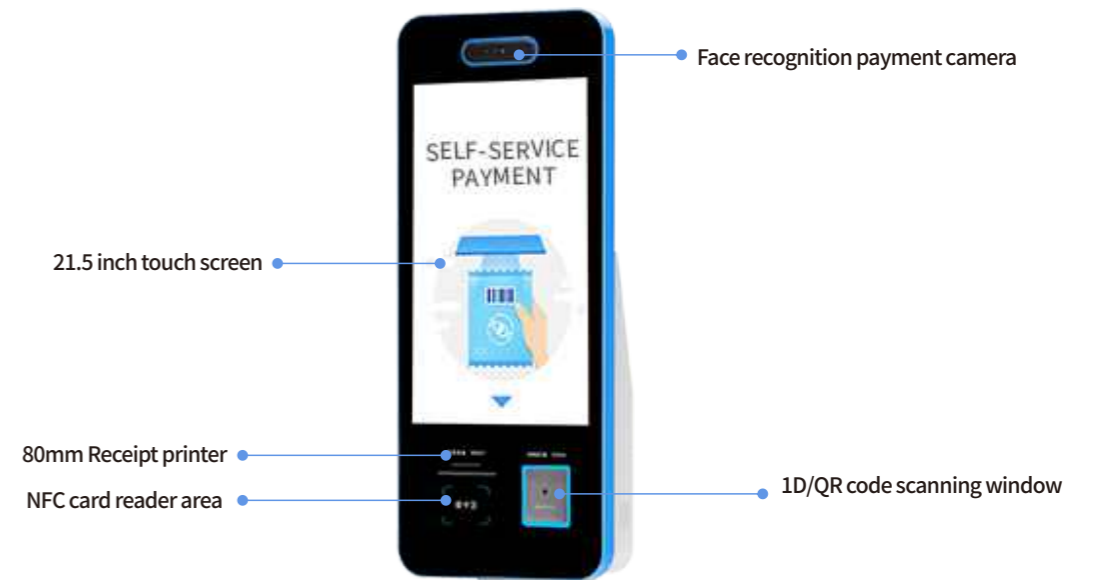 Face recognition payment camera
SELF-SERVICE
PAYMENT
21.5 inch touch screen
80mm Receipt printer
NFC card reader area
1D/QR code scanning window